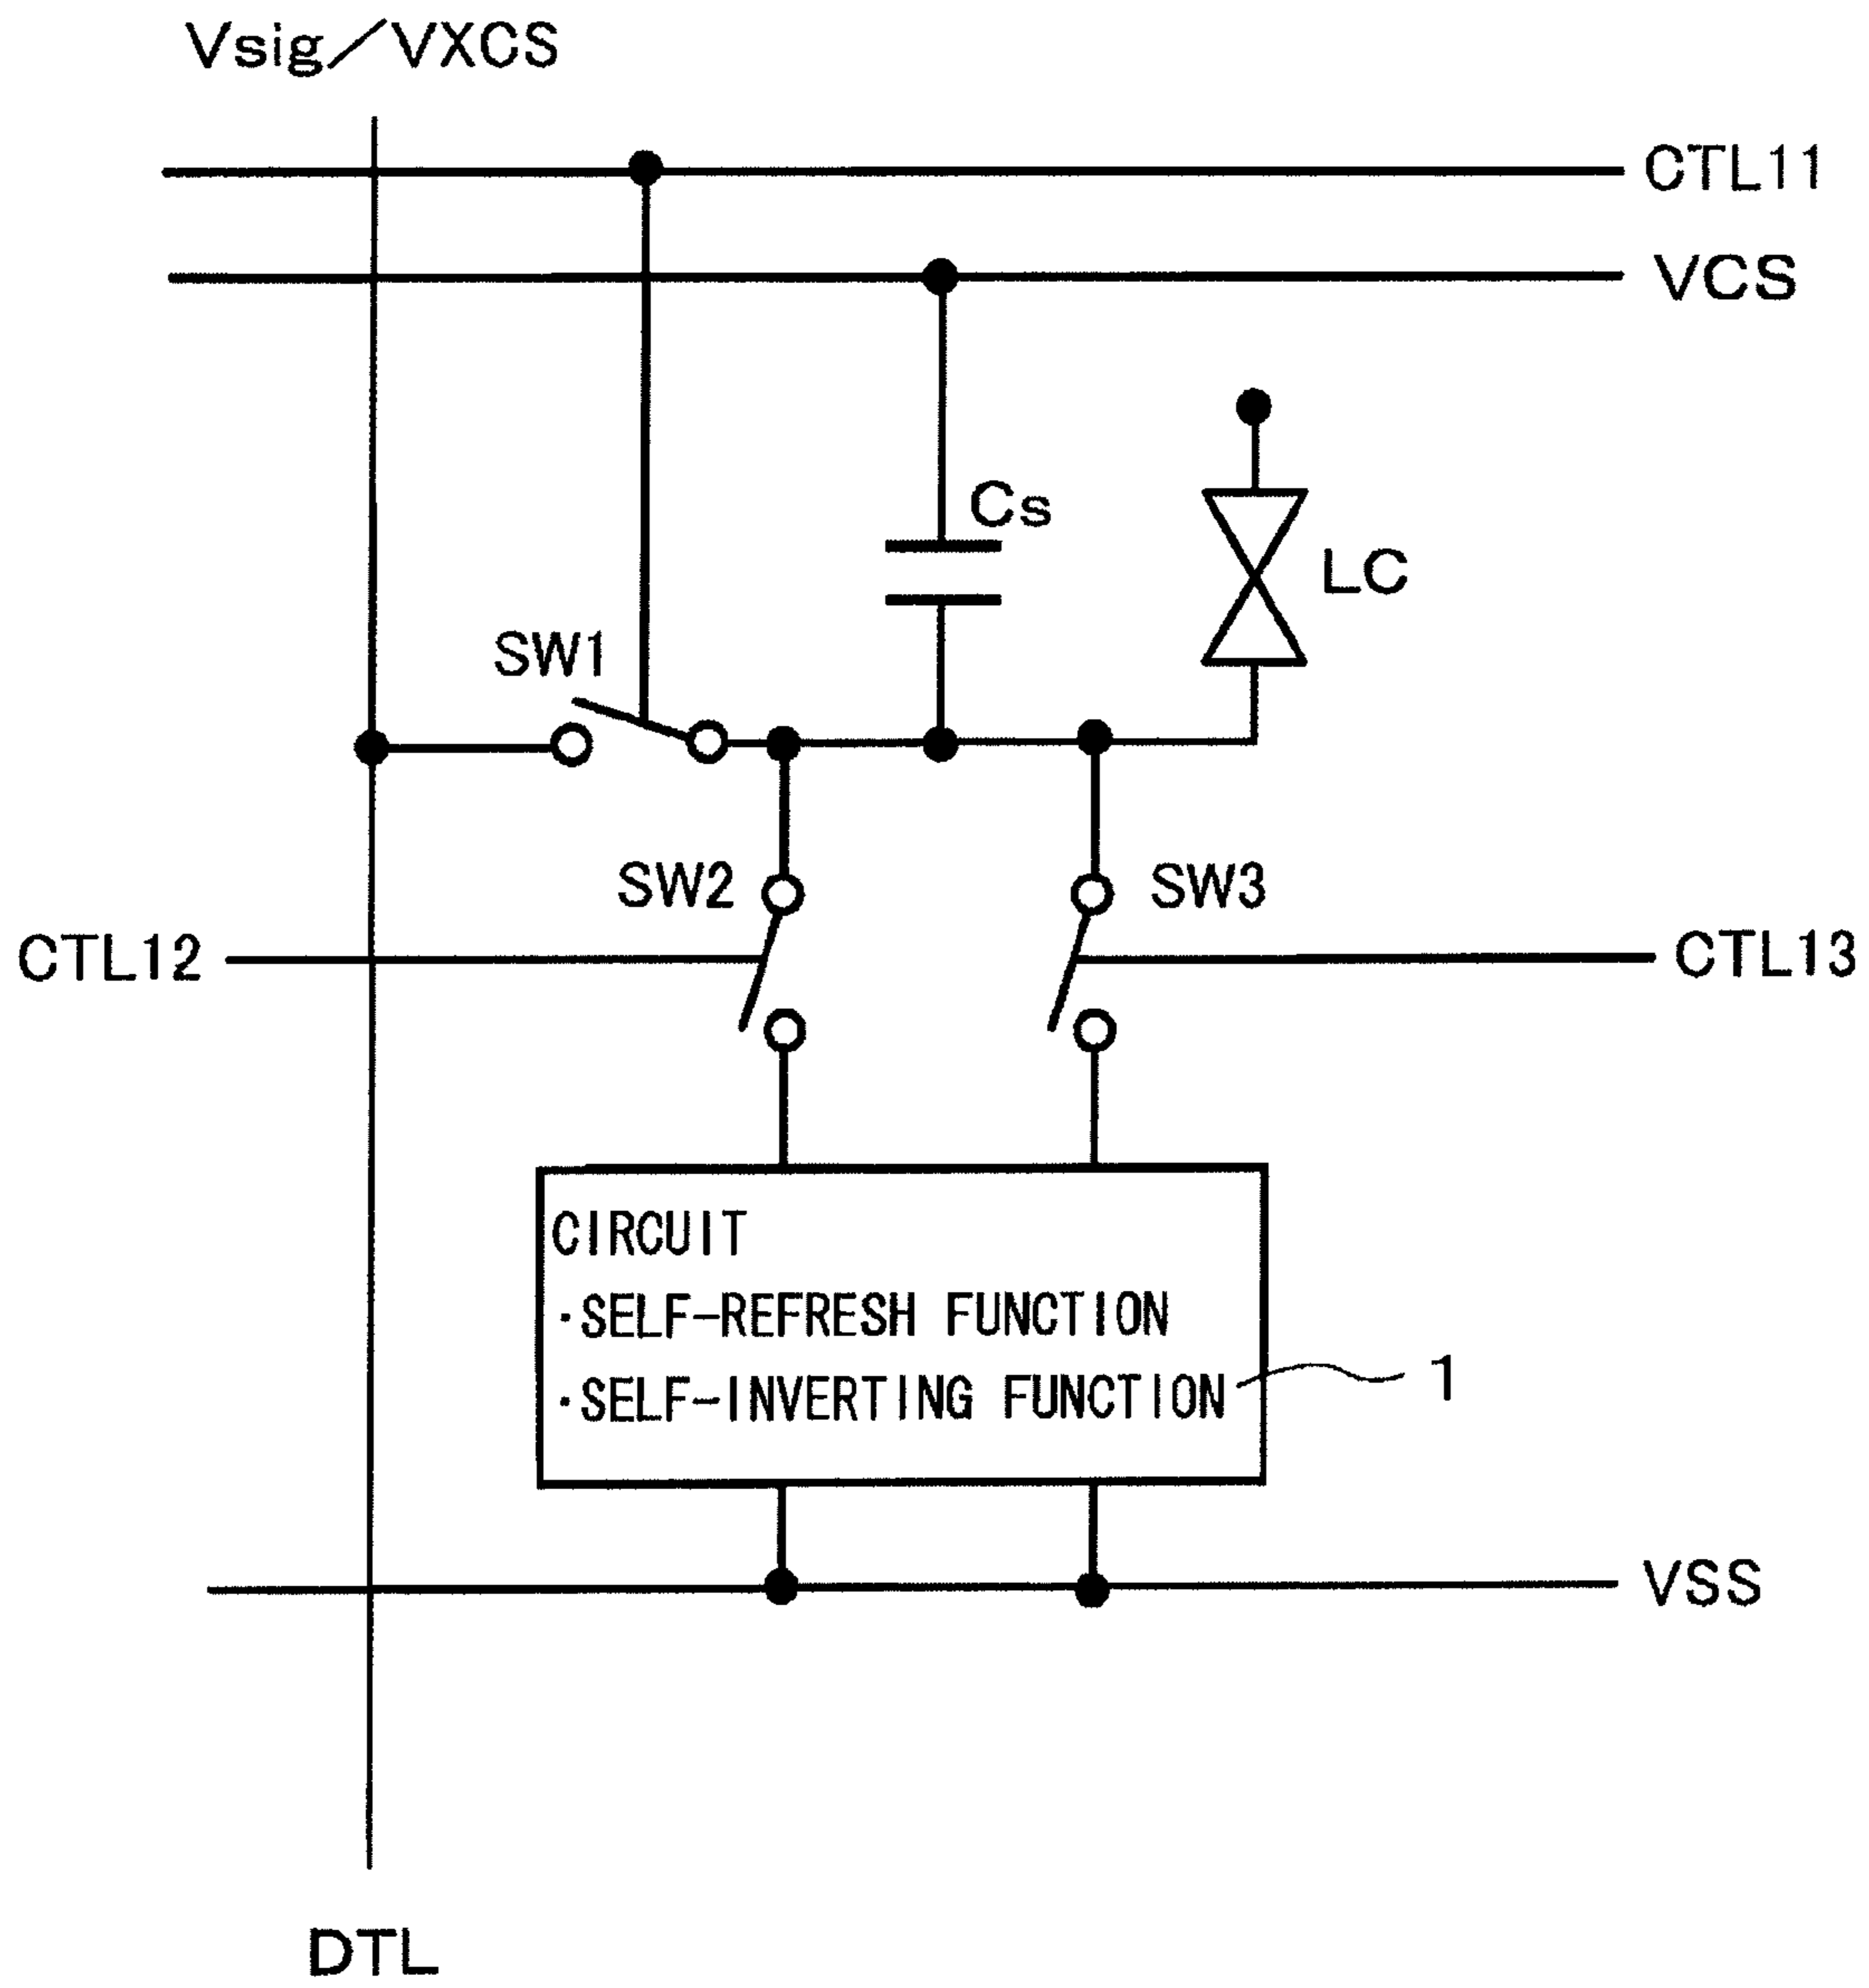 Vsig/VXCS
CTL11
VCS
Cs
LC
SW1
SW2
SW3
CTL12
CTL13
CIRCUIT
·SELF-REFRESH FUNCTION
·SELF-INVERTING FUNCTION
1
VSS
DTL